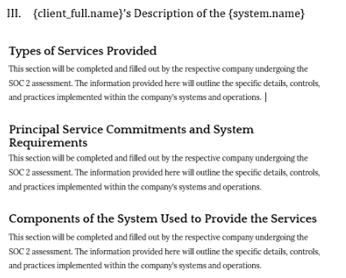 III. {client_full.name}'s Description of the {system.name}
Types of Services Provided
This section will be completed and filled out by the respective company undergoing the
SOC 2 assessment. The information provided here will outline the specific details, controls,
and practices implemented within the company's systems and operations.
Principal Service Commitments and System
Requirements
This section will be completed and filled out by the respective company undergoing the
SOC 2 assessment. The information provided here will outline the specific details, controls,
and practices implemented within the company's systems and operations.
Components of the System Used to Provide the Services
This section will be completed and filled out by the respective company undergoing the
SOC 2 assessment. The information provided here will outline the specific details, controls,
and practices implemented within the company's systems and operations.